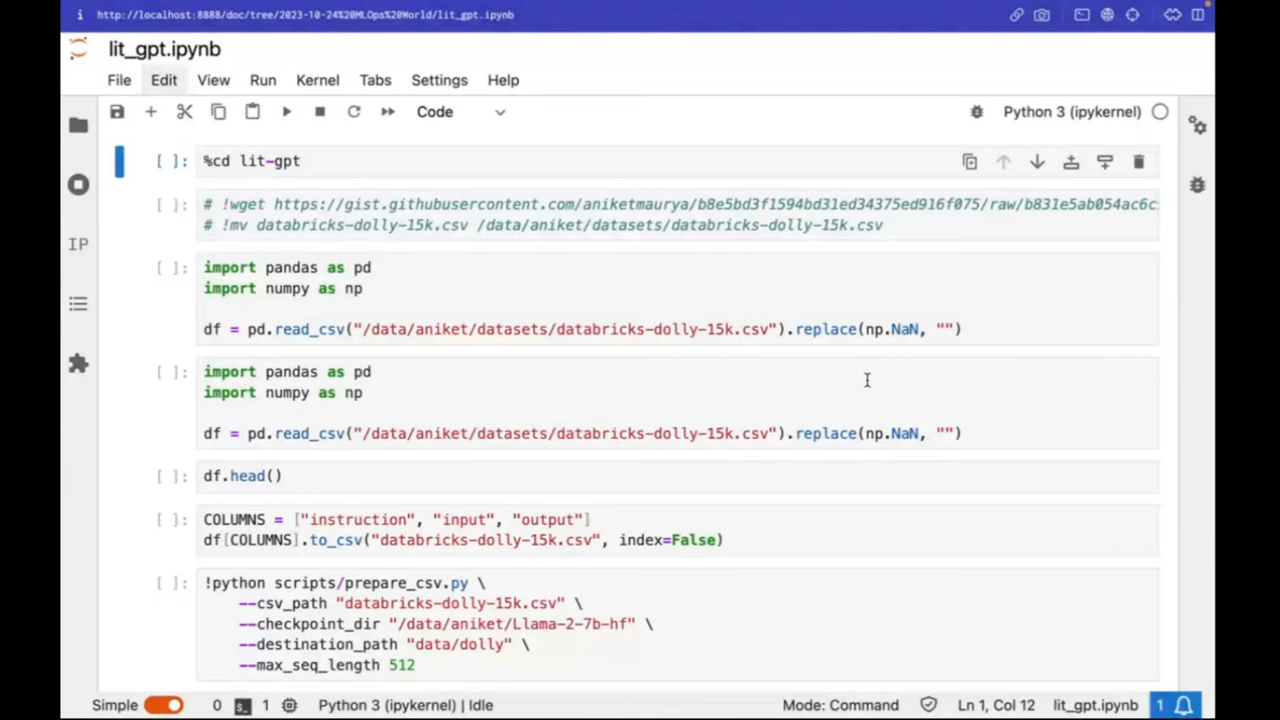 http://localhost:8888/doc/tree/2023-10-24%20MLOps%20World/lit_gpt.ipynb
lit_gpt.ipynb
File Edit View Run Kernel Tabs Settings Help
Code Python 3 (ipykernel)
[ ]: %cd lit-gpt
[ ]: # !wget https://gist.githubusercontent.com/aniketmaurya/b8e5bd3f1594bd31ed34375ed916f075/raw/b831e5ab054ac6c
# !mv databricks-dolly-15k.csv /data/aniket/datasets/databricks-dolly-15k.csv
[ ]: import pandas as pd
import numpy as np
df = pd.read_csv("/data/aniket/datasets/databricks-dolly-15k.csv").replace(np.NaN, "")
[ ]: import pandas as pd
import numpy as np
df = pd.read_csv("/data/aniket/datasets/databricks-dolly-15k.csv").replace(np.NaN, "")
IP
[ ]: df.head()
[ ]: COLUMNS = ["instruction", "input", "output"]
df[COLUMNS].to_csv("databricks-dolly-15k.csv", index=False)
[ ]: !python scripts/prepare_csv.py \
--csv_path "databricks-dolly-15k.csv" \
--checkpoint_dir "/data/aniket/Llama-2-7b-hf" \
--destination_path "data/dolly" \
--max_seq_length 512
Simple 0 1 Python 3 (ipykernel) | Idle Mode: Command Ln 1, Col 12 lit_gpt.ipynb 1